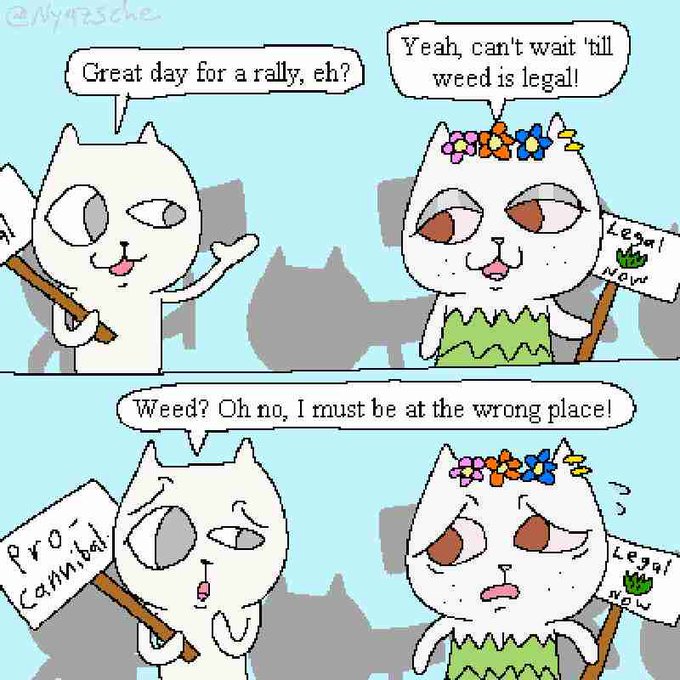 @Nyatzsche
Great day for a rally, eh?
Yeah, can't wait 'till
weed is legal!
Legal
Now
Weed? Oh no, I must be at the wrong place!
Pro-
cannibal
Legal
Now